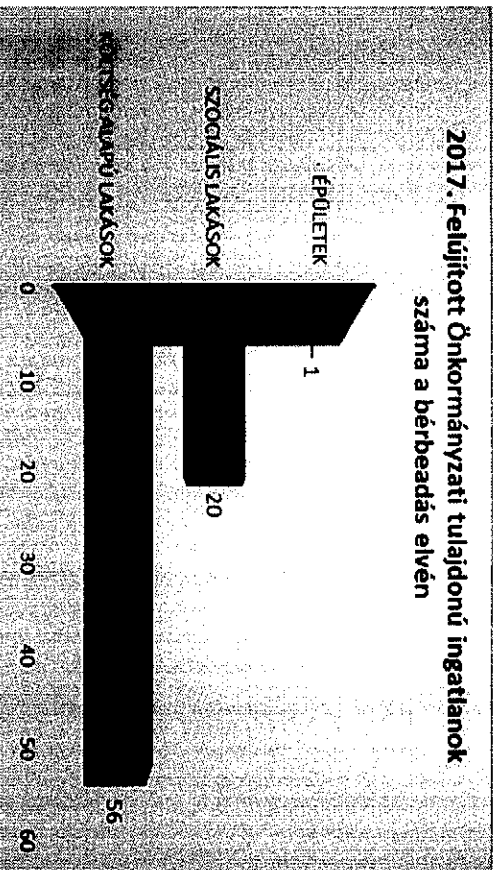 2017. Felújított Önkormányzati tulajdonú ingatlanok
száma a bérbeadás elvén
ÉPÜLETEK
1
SZOCIÁLIS LAKÁSOK
20
KÖLTSÉGALAPÚ LAKÁSOK
56
0 10 20 30 40 50 60